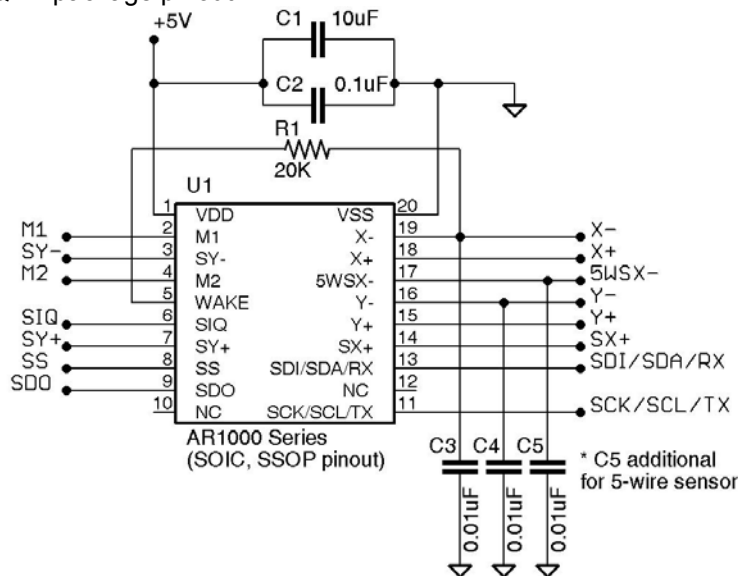 +5V
C1 10uF
C2 0.1uF
R1
20K
U1
1 VDD VSS 20
M1 2 M1 X- 19 X-
SY- 3 SY- X+ 18 X+
M2 4 M2 5WSX- 17 5WSX-
5 WAKE Y- 16 Y-
SIQ 6 SIQ Y+ 15 Y+
SY+ 7 SY+ SX+ 14 SX+
SS 8 SS SDI/SDA/RX 13 SDI/SDA/RX
SDO 9 SDO NC 12
10 NC SCK/SCL/TX 11 SCK/SCL/TX
AR1000 Series
(SOIC, SSOP pinout)
C3 C4 C5
* C5 additional
for 5-wire sensor
0.01uF 0.01uF 0.01uF